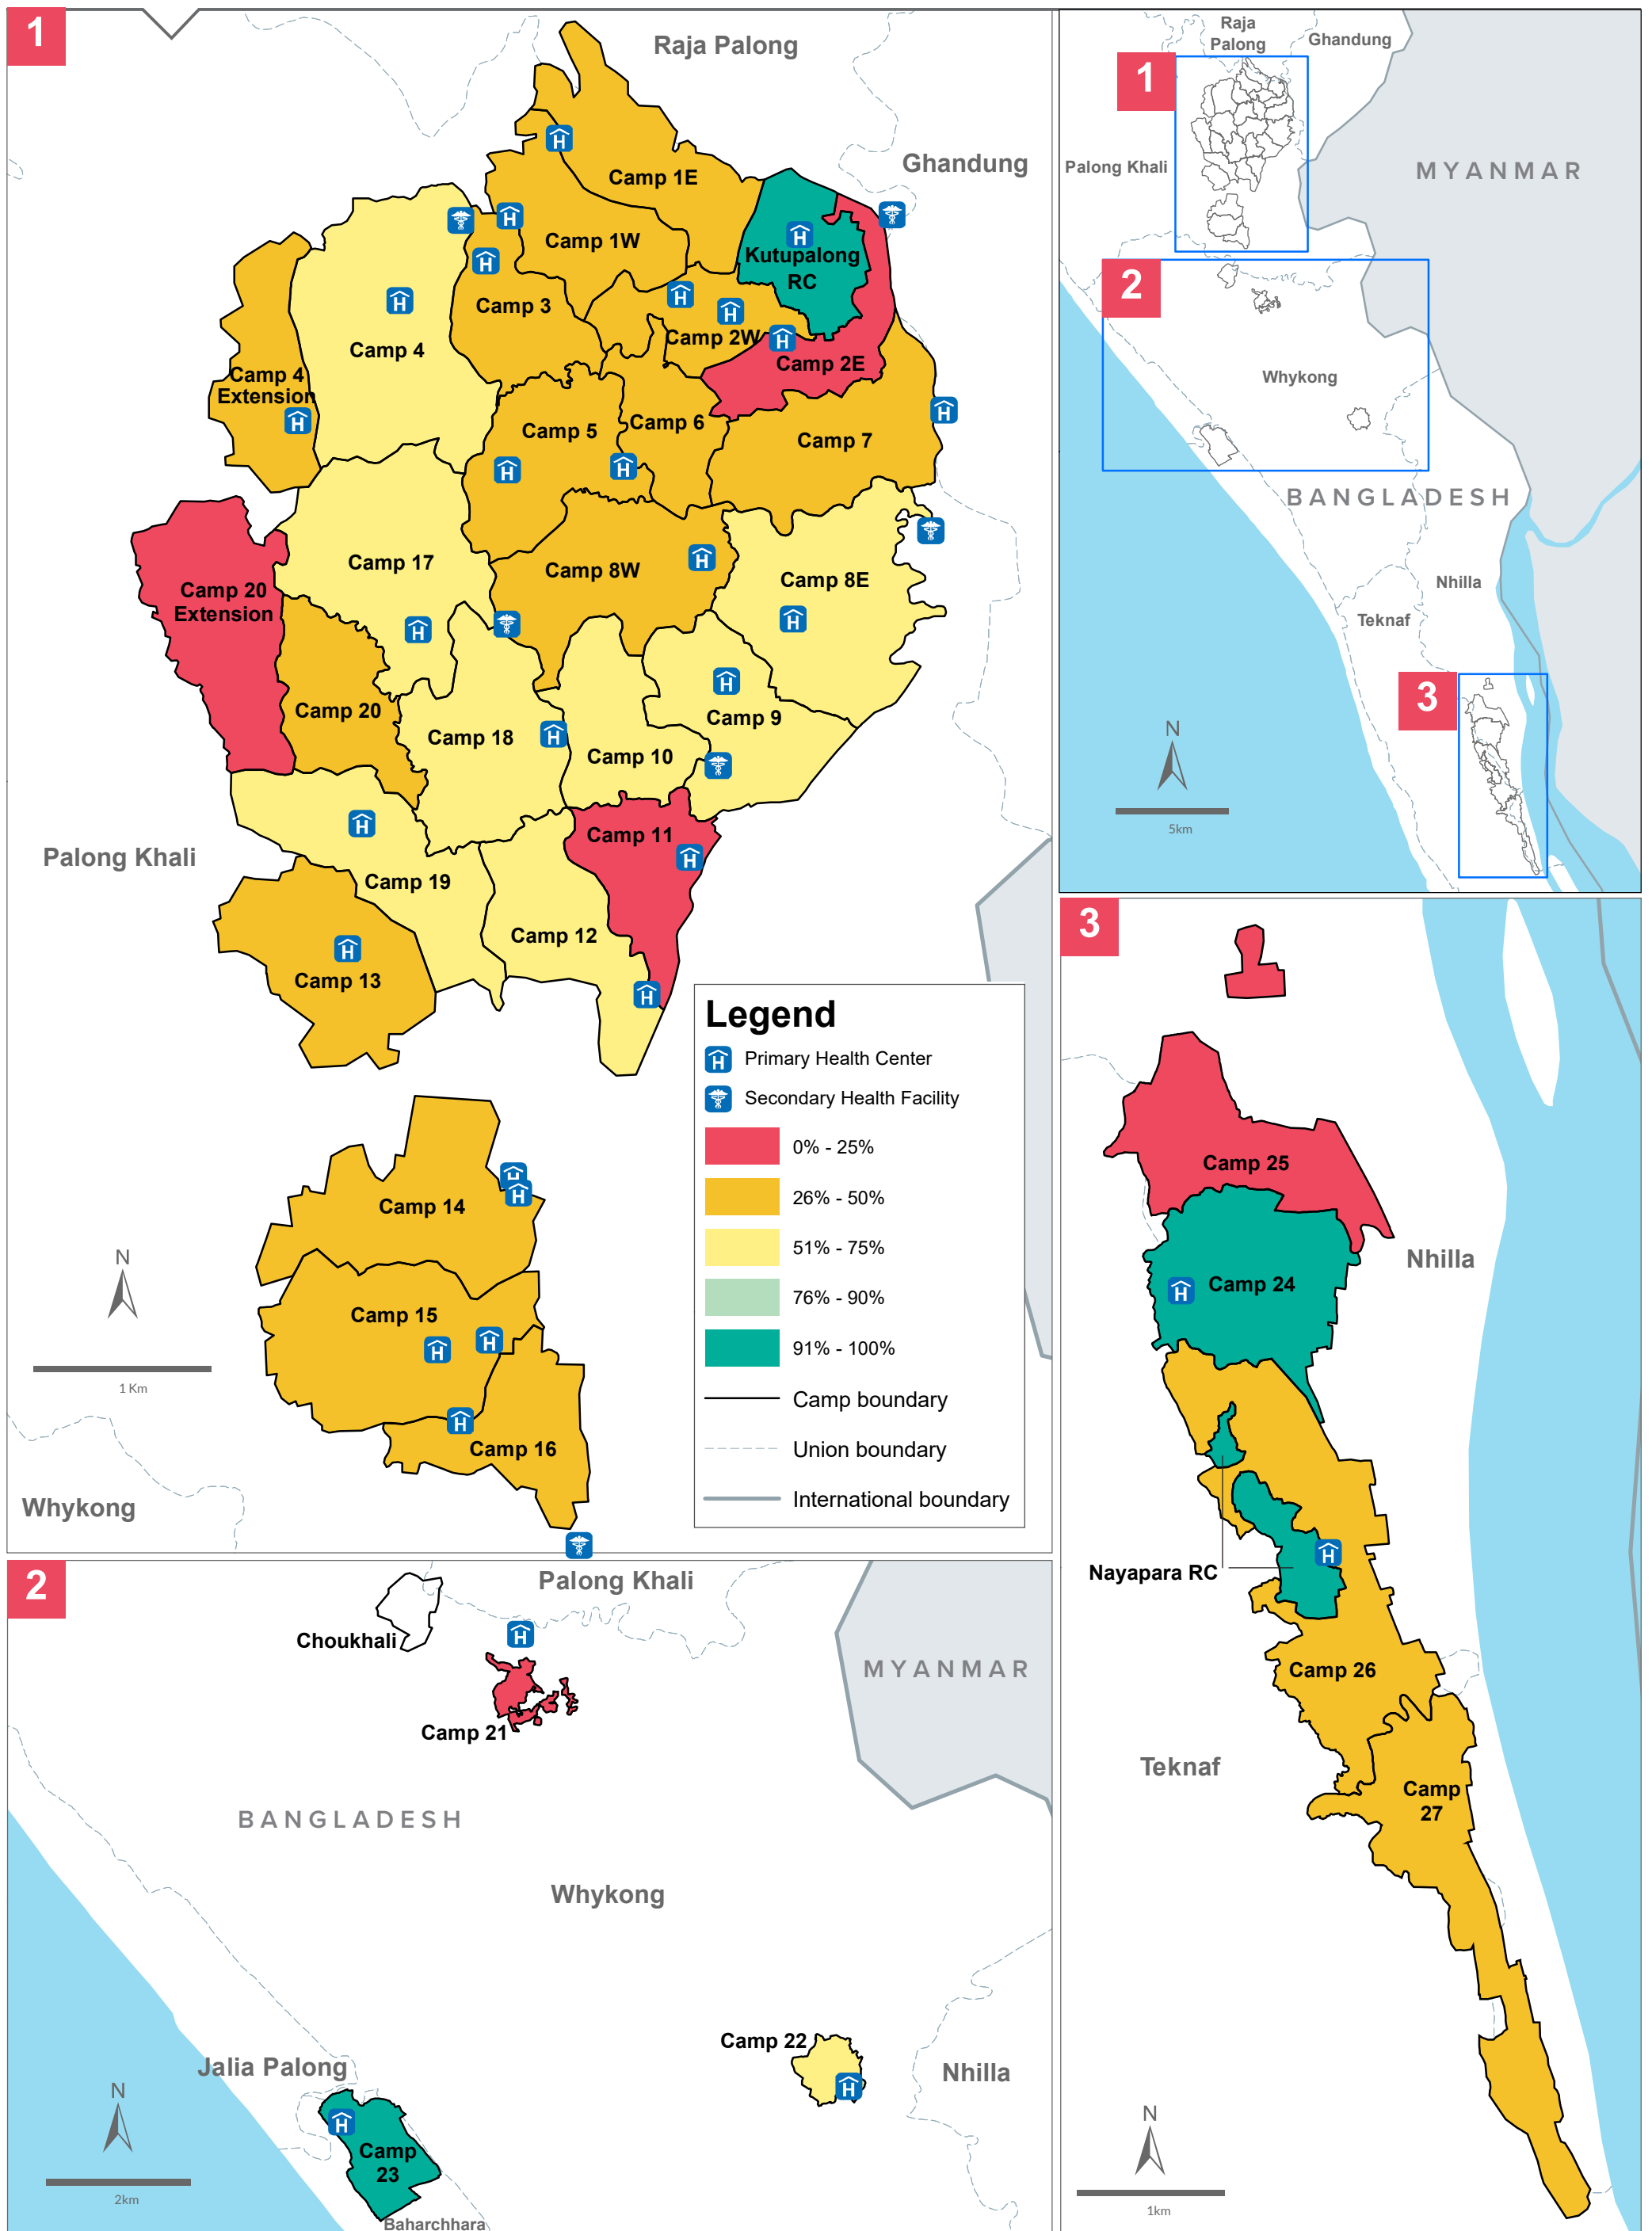 1
Raja Palong
Ghandung
Camp 1E
Camp 1W
Kutupalong
RC
Camp 3
Camp 2W
Camp 4
Camp 2E
Camp 4
Extension
Camp 5
Camp 6
Camp 7
Camp 17
Camp 8W
Camp 8E
Camp 20
Extension
Camp 20
Camp 18
Camp 9
Camp 10
Camp 11
Palong Khali
Camp 19
Camp 12
Camp 13
Camp 14
N
Camp 15
1 Km
Camp 16
Whykong
Legend
Primary Health Center
Secondary Health Facility
0% - 25%
26% - 50%
51% - 75%
76% - 90%
91% - 100%
Camp boundary
Union boundary
International boundary
Raja
Palong
Ghandung
1
Palong Khali
MYANMAR
2
Whykong
BANGLADESH
Nhilla
Teknaf
3
N
5km
2
Palong Khali
Choukhali
MYANMAR
Camp 21
BANGLADESH
Whykong
Camp 22
Jalia Palong
Nhilla
N
Camp
23
2km
Baharchhara
3
Camp 25
Nhilla
Camp 24
Nayapara RC
Camp 26
Teknaf
Camp
27
N
1km